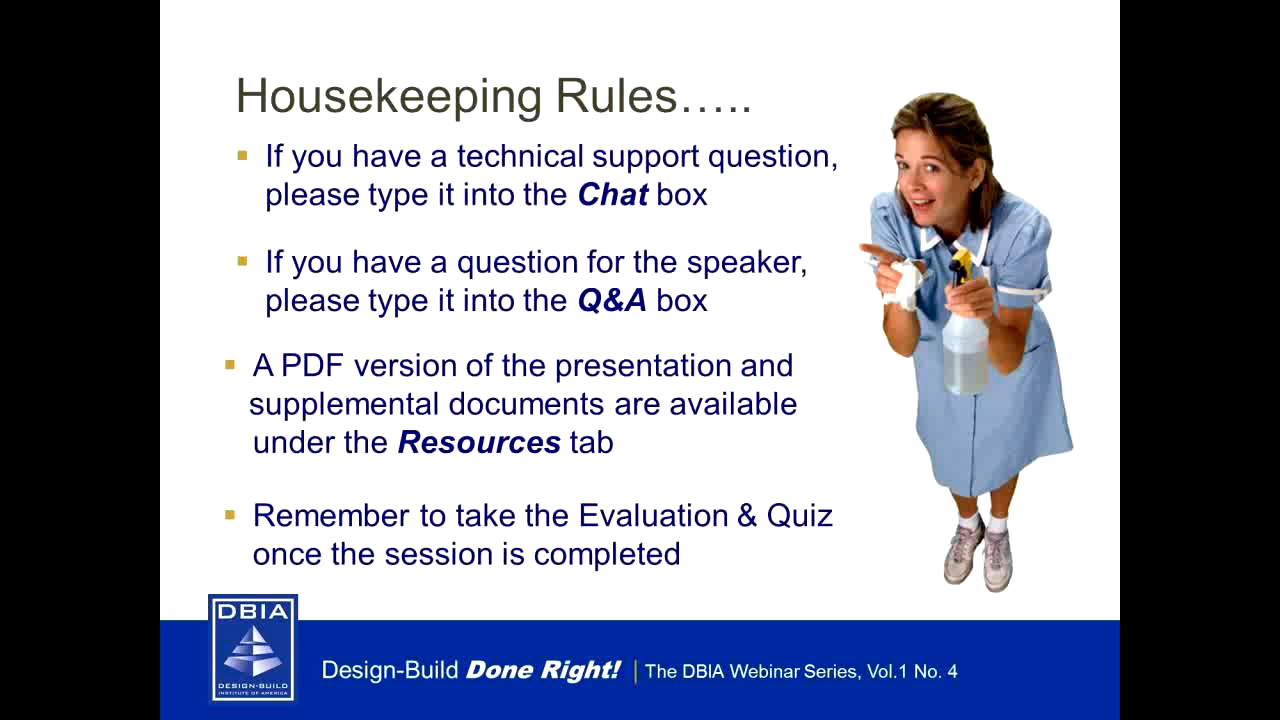 Housekeeping Rules…..
If you have a technical support question,
please type it into the Chat box
If you have a question for the speaker,
please type it into the Q&A box
A PDF version of the presentation and
supplemental documents are available
under the Resources tab
Remember to take the Evaluation & Quiz
once the session is completed
DBIA
DESIGN-BUILD
INSTITUTE OF AMERICA
Design-Build Done Right! | The DBIA Webinar Series, Vol.1 No. 4